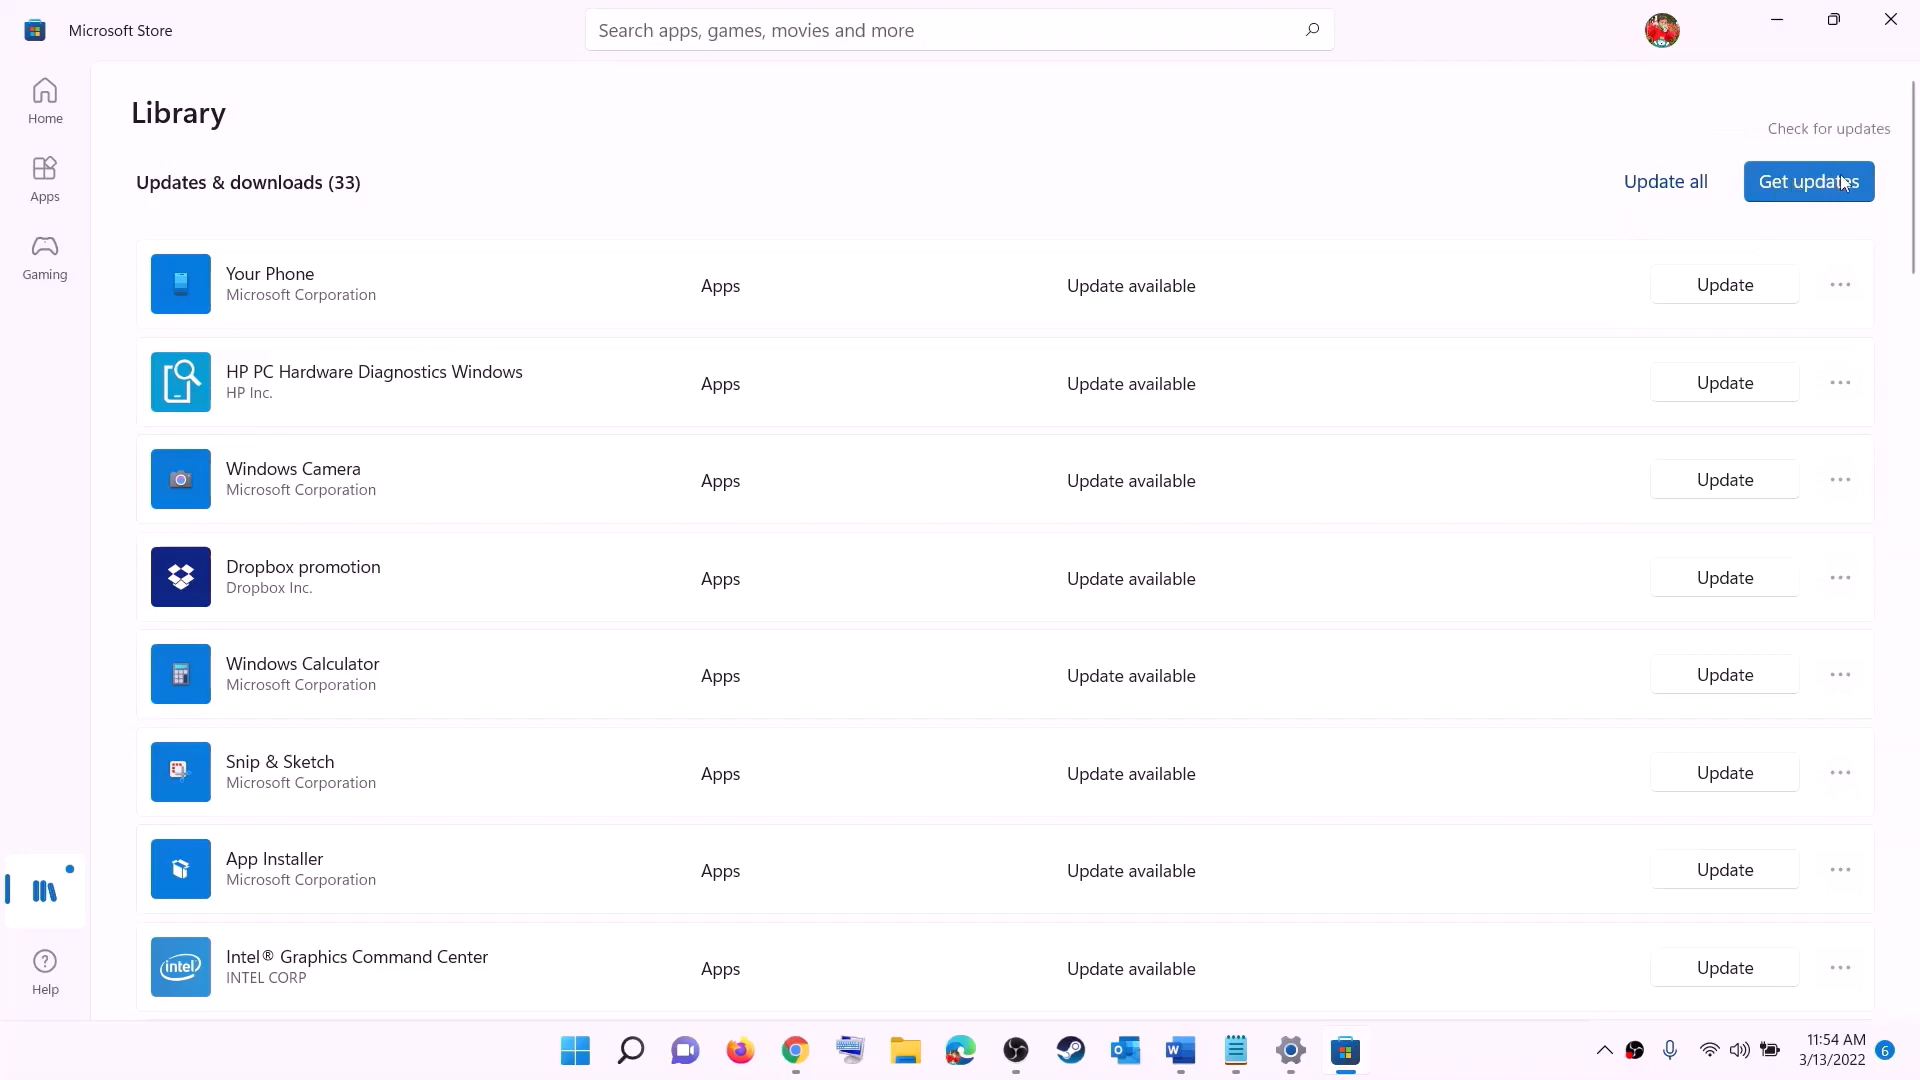 Microsoft Store
Search apps, games, movies and more
Home
Apps
Gaming
Help
Library
Check for updates
Updates & downloads (33)
Update all
Get updates
Your Phone
Microsoft Corporation
Apps
Update available
Update
HP PC Hardware Diagnostics Windows
HP Inc.
Apps
Update available
Update
Windows Camera
Microsoft Corporation
Apps
Update available
Update
Dropbox promotion
Dropbox Inc.
Apps
Update available
Update
Windows Calculator
Microsoft Corporation
Apps
Update available
Update
Snip & Sketch
Microsoft Corporation
Apps
Update available
Update
App Installer
Microsoft Corporation
Apps
Update available
Update
intel
Intel® Graphics Command Center
INTEL CORP
Apps
Update available
Update
11:54 AM
3/13/2022
6